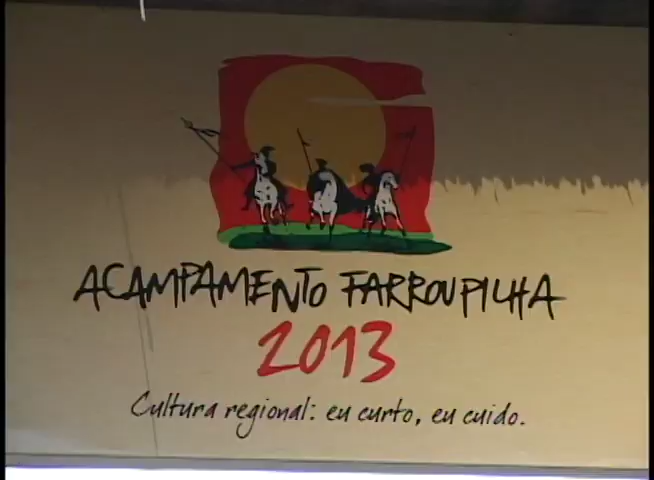 ACAMPAMENTO FARROUPILHA
2013
Cultura regional: eu curto, eu cuido.